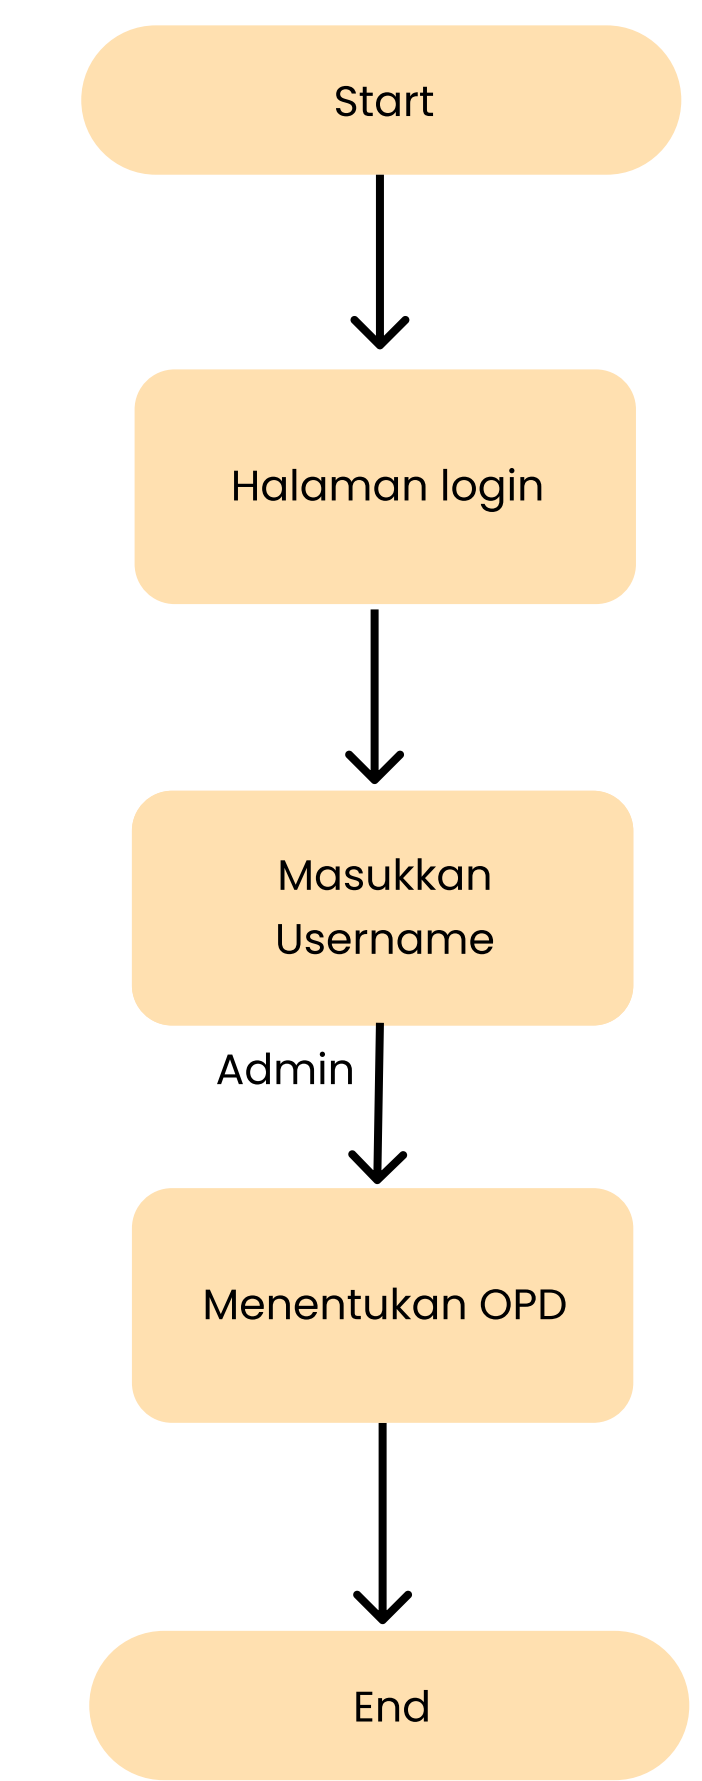 Start
Halaman login
Masukkan
Username
Admin
Menentukan OPD
End